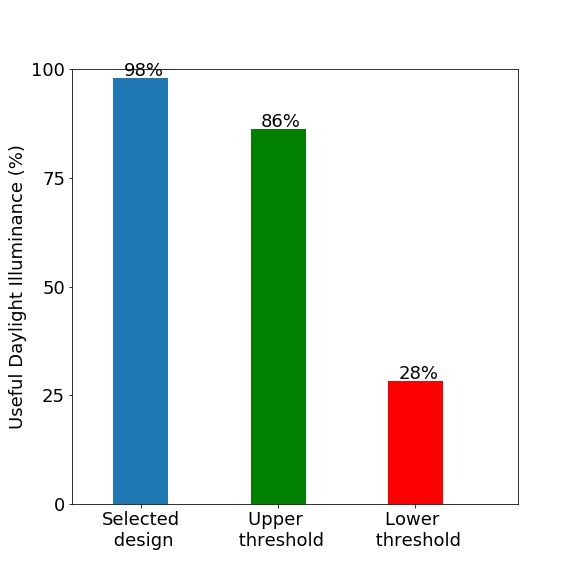 98%
86%
28%
100
75
50
25
0
Useful Daylight Illuminance (%)
Selected
design
Upper
threshold
Lower
threshold